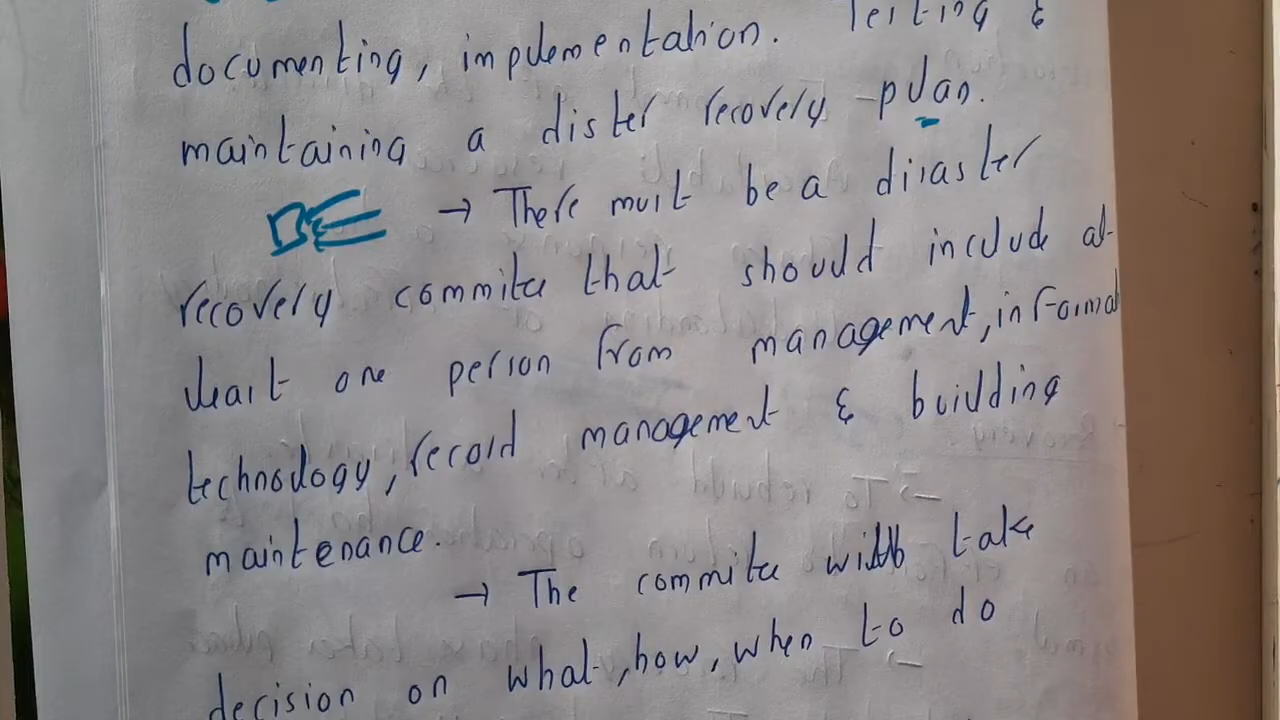 documenting, implementation. Testing &
maintaining a dister recovery plan.
→ There must be a disaster
recovery commitee that should include at-
least one person from management, informat
technology, record management & building
maintenance.
→ The commitee will take
decision on what, how, when to do